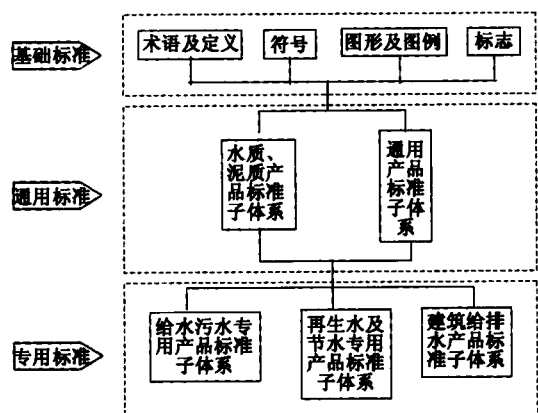 基础标准
术语及定义 符号 图形及图例 标志
通用标准
水质、
泥质产
品标准
子体系
通用
产品
标准
子体
系
专用标准
给水污水专
用产品标准
子体系
再生水及
节水专用
产品标准
子体系
建筑给排
水产品标
准子体系